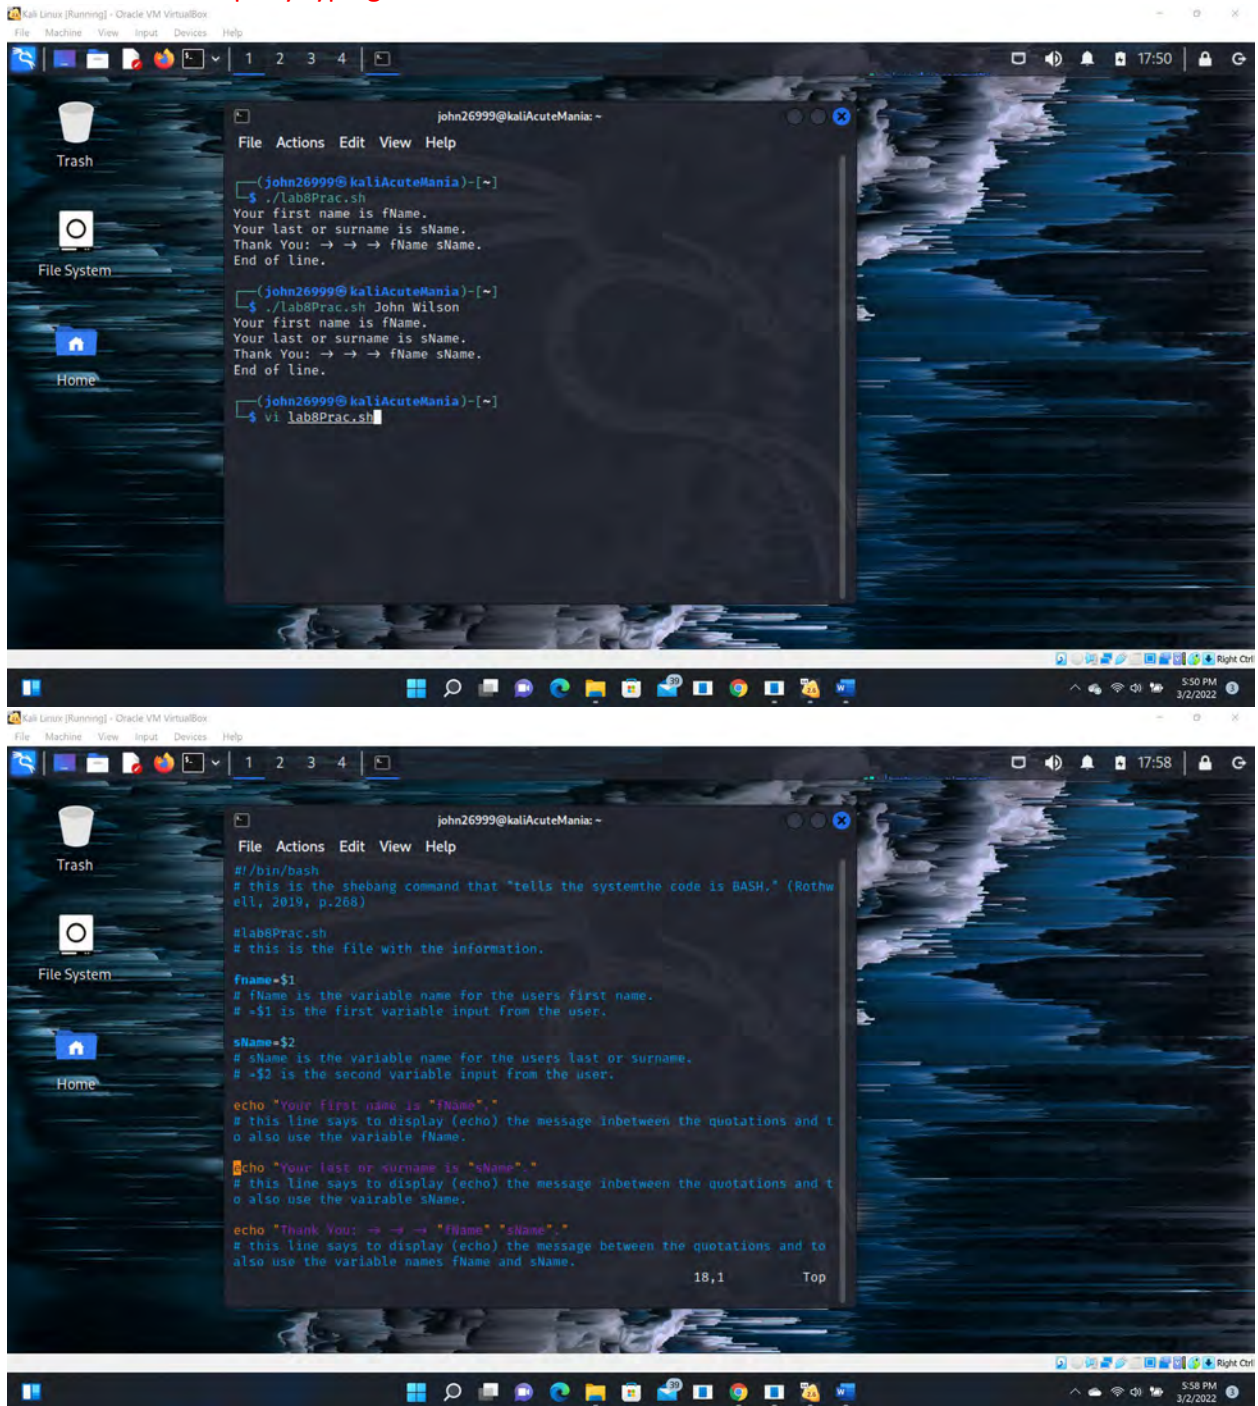 Kali Linux [Running] - Oracle VM VirtualBox
File Machine View Input Devices Help
1 2 3 4 17:50
Trash
File System
Home
john26999@kaliAcuteMania: ~
File Actions Edit View Help
(john26999㉿kaliAcuteMania)-[~]
$ ./lab8Prac.sh
Your first name is fName.
Your last or surname is sName.
Thank You: → → → fName sName.
End of line.
(john26999㉿kaliAcuteMania)-[~]
$ ./lab8Prac.sh John Wilson
Your first name is fName.
Your last or surname is sName.
Thank You: → → → fName sName.
End of line.
(john26999㉿kaliAcuteMania)-[~]
$ vi lab8Prac.sh
Right Ctrl
39
5:50 PM
3/2/2022
Kali Linux [Running] - Oracle VM VirtualBox
File Machine View Input Devices Help
1 2 3 4 17:58
Trash
File System
Home
john26999@kaliAcuteMania: ~
File Actions Edit View Help
#!/bin/bash
# this is the shebang command that "tells the systemthe code is BASH." (Rothw
ell, 2019, p.268)
#lab8Prac.sh
# this is the file with the information.
fname=$1
# fName is the variable name for the users first name.
# =$1 is the first variable input from the user.
sName=$2
# sName is the variable name for the users last or surname.
# =$2 is the second variable input from the user.
echo "Your first name is "fName"."
# this line says to display (echo) the message inbetween the quotations and t
o also use the variable fName.
echo "Your last or surname is "sName"."
# this line says to display (echo) the message inbetween the quotations and t
o also use the vairable sName.
echo "Thank You: → → → "fName" "sName"."
# this line says to display (echo) the message between the quotations and to
also use the variable names fName and sName.
18,1 Top
Right Ctrl
39
5:58 PM
3/2/2022